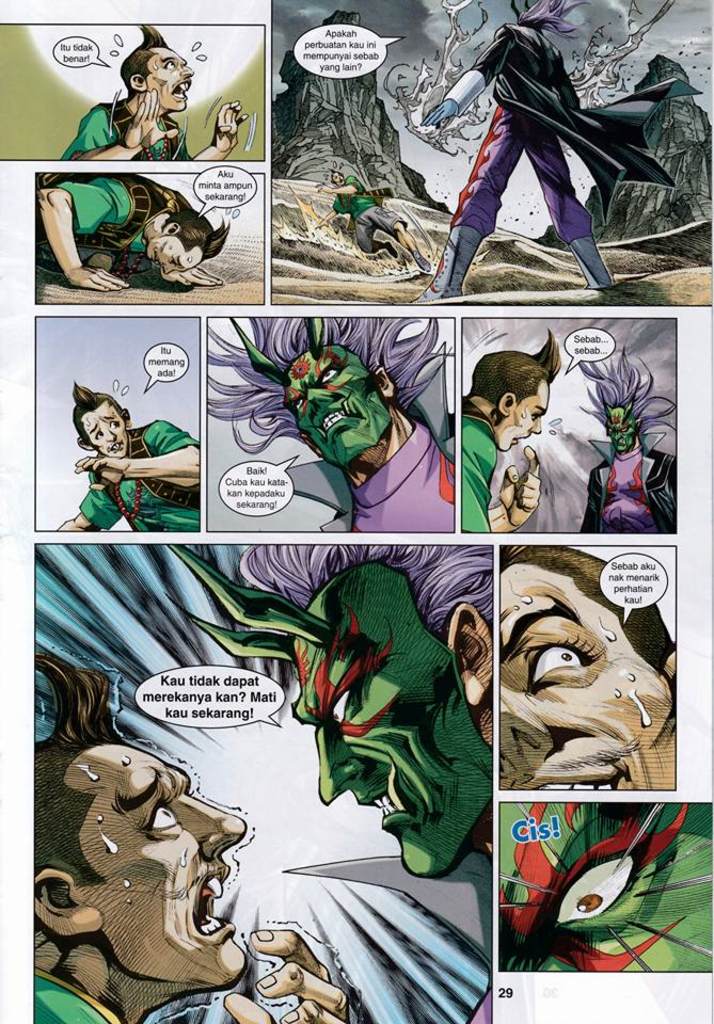 Itu tidak
benar!
Apakah
perbuatan kau ini
mempunyai sebab
yang lain?
Aku
minta ampun
sekarang!
Itu
memang
ada!
Baik!
Cuba kau kata-
kan kepadaku
sekarang!
Sebab...
sebab...
Kau tidak dapat
merekanya kan? Mati
kau sekarang!
Sebab aku
nak menarik
perhatian
kau!
Cis!
29